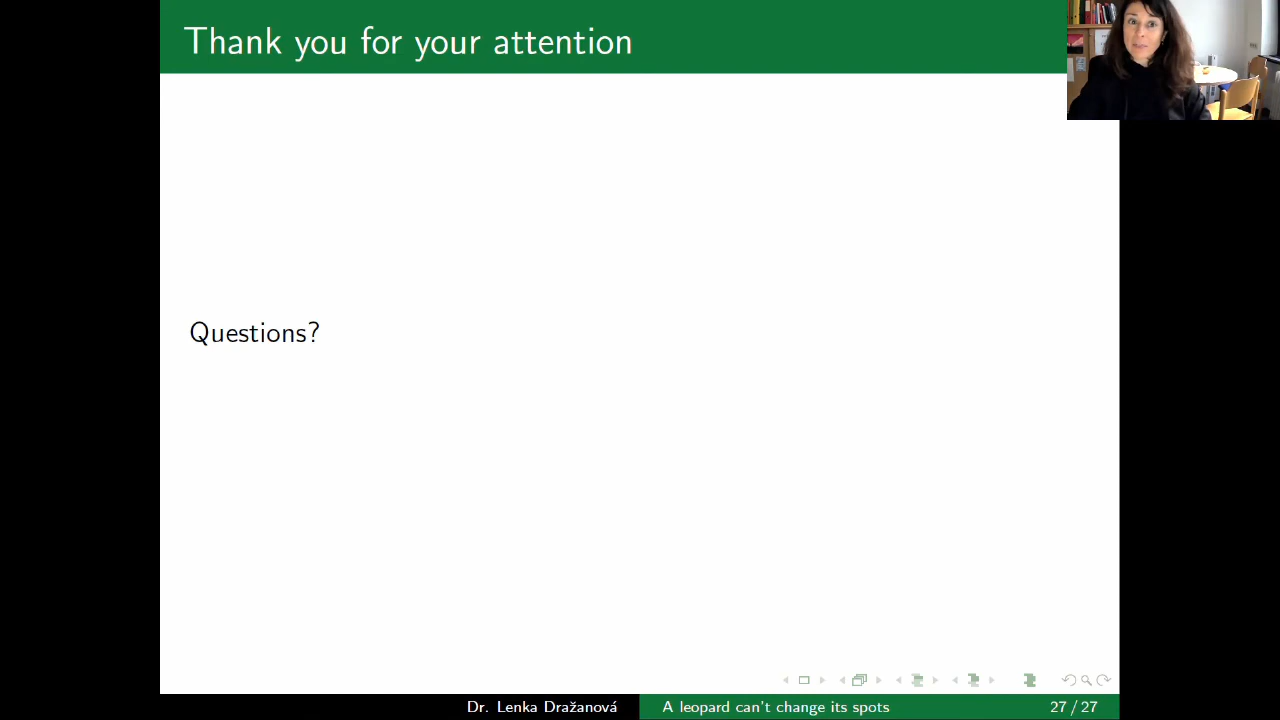 Thank you for your attention
Questions?
Dr. Lenka Dražanová
A leopard can't change its spots
27 / 27